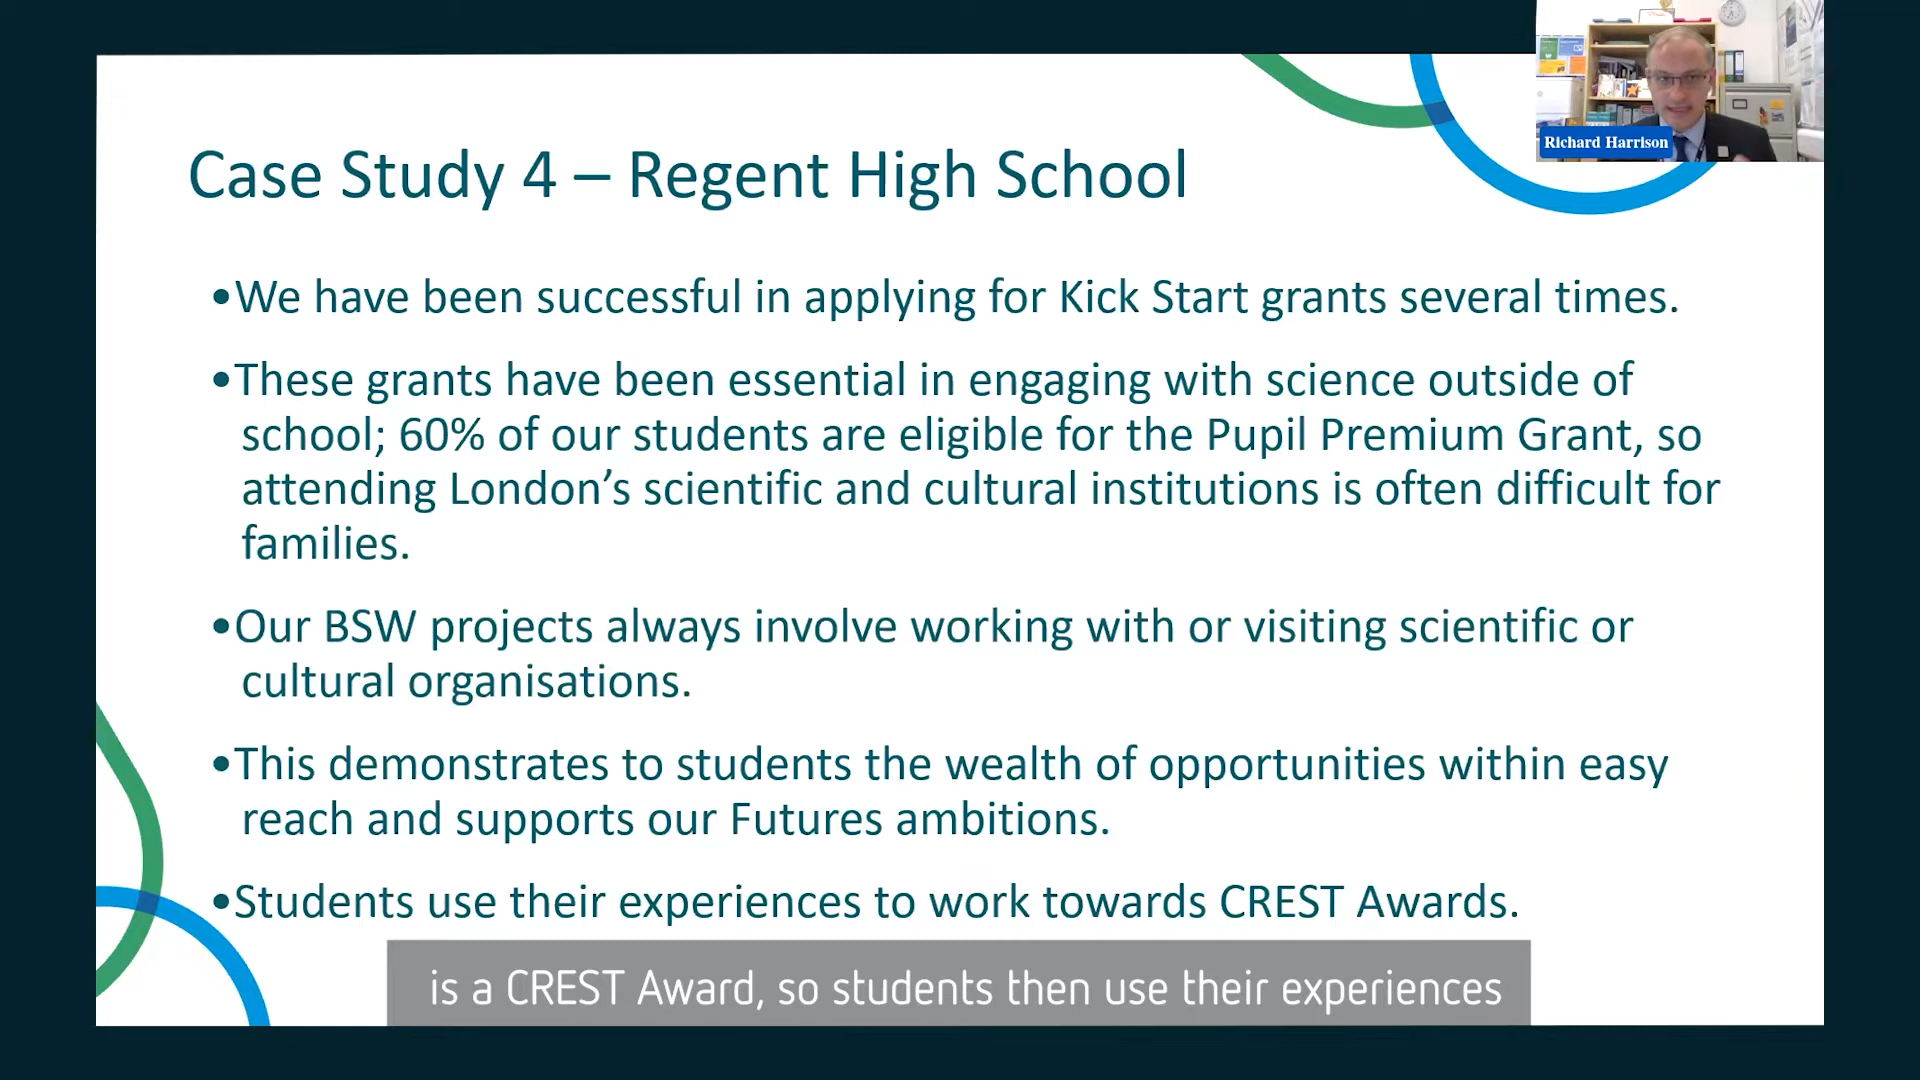 Richard Harrison
Case Study 4 – Regent High School
•We have been successful in applying for Kick Start grants several times.
•These grants have been essential in engaging with science outside of
school; 60% of our students are eligible for the Pupil Premium Grant, so
attending London’s scientific and cultural institutions is often difficult for
families.
•Our BSW projects always involve working with or visiting scientific or
cultural organisations.
•This demonstrates to students the wealth of opportunities within easy
reach and supports our Futures ambitions.
•Students use their experiences to work towards CREST Awards.
is a CREST Award, so students then use their experiences